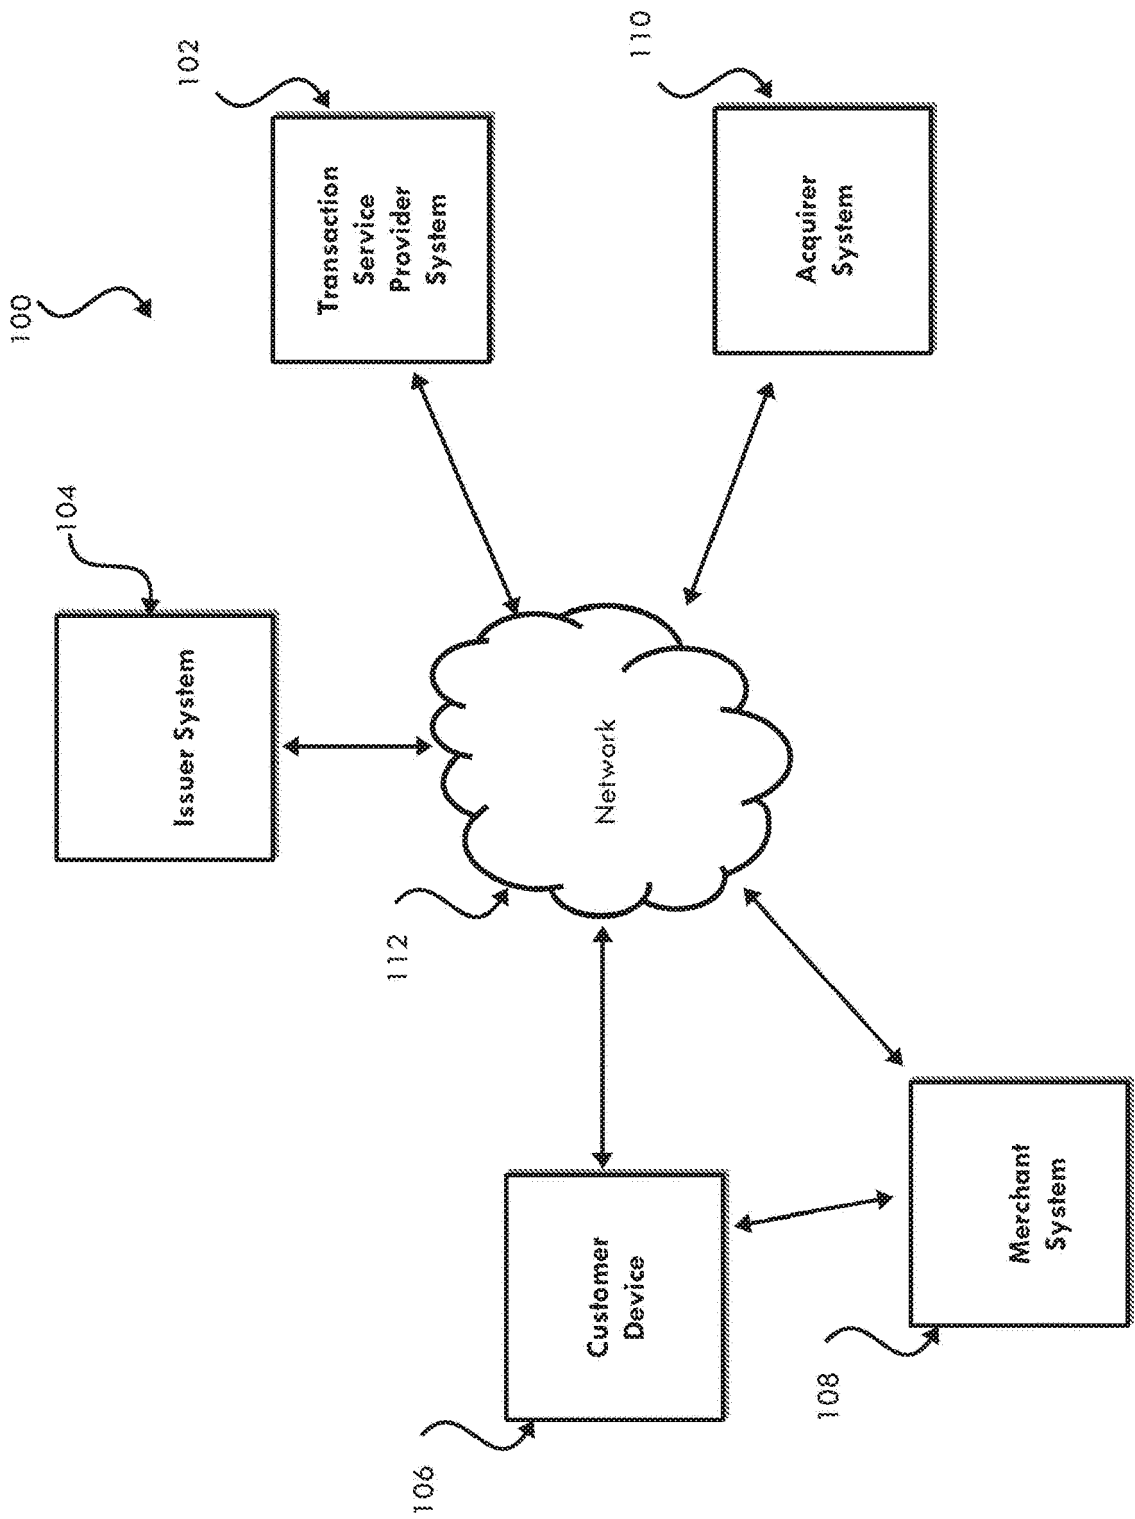 100
102
Transaction
Service
Provider
System
104
Issuer System
110
Acquirer
System
112
Network
106
Customer
Device
108
Merchant
System